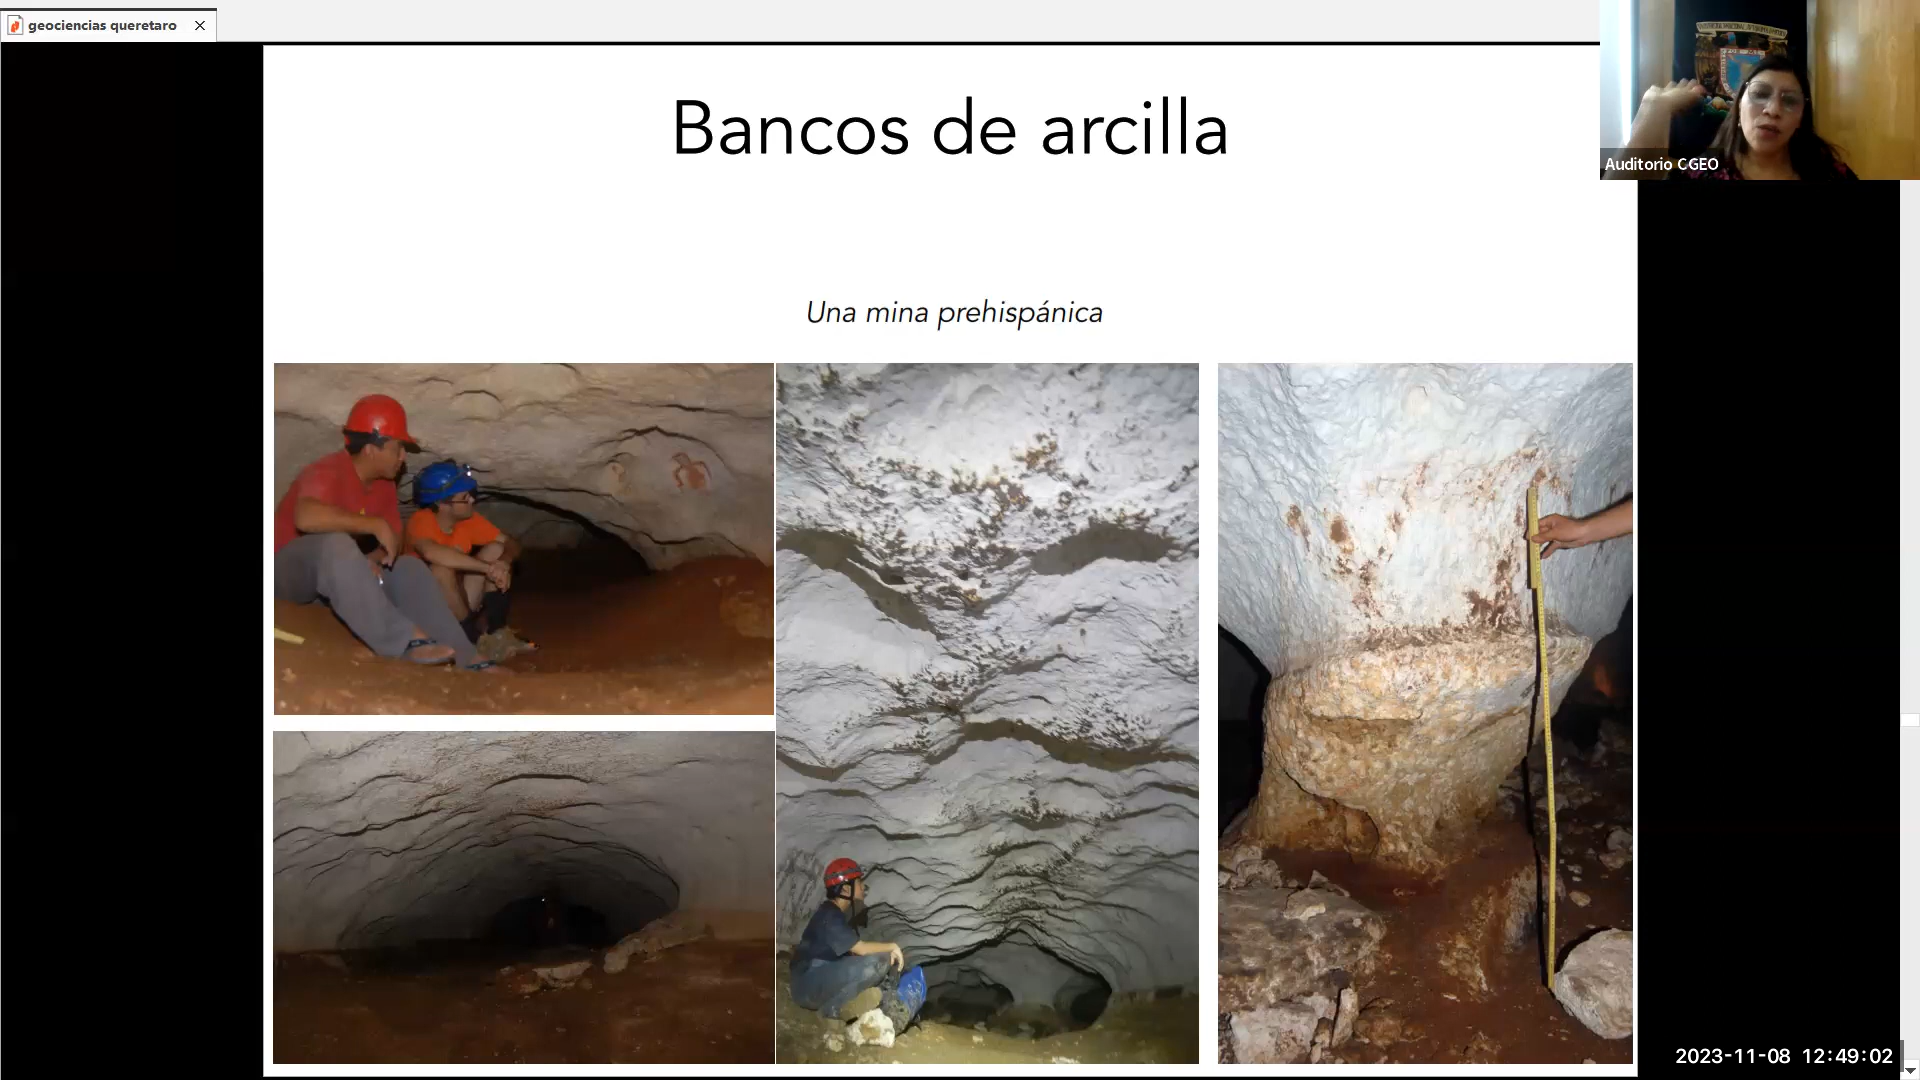 geociencias queretaro
Bancos de arcilla
Auditorio CGEO
Una mina prehispánica
2023-11-08 12:49:02